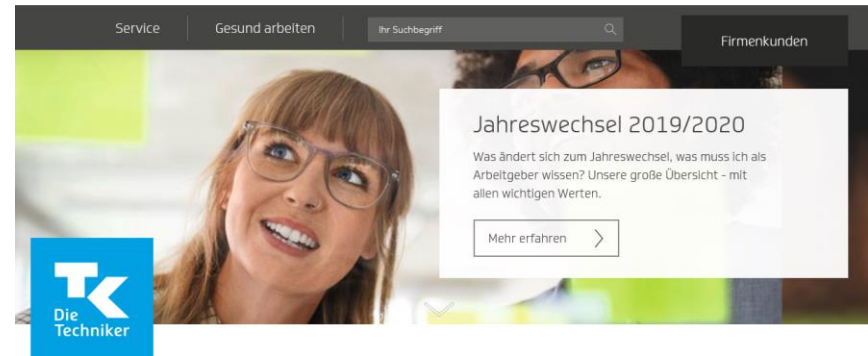 Service
Gesund arbeiten
Ihr Suchbegriff
Firmenkunden
Jahreswechsel 2019/2020
Was ändert sich zum Jahreswechsel, was muss ich als
Arbeitgeber wissen? Unsere große Übersicht - mit
allen wichtigen Werten.
Mehr erfahren
TK
Die
Techniker